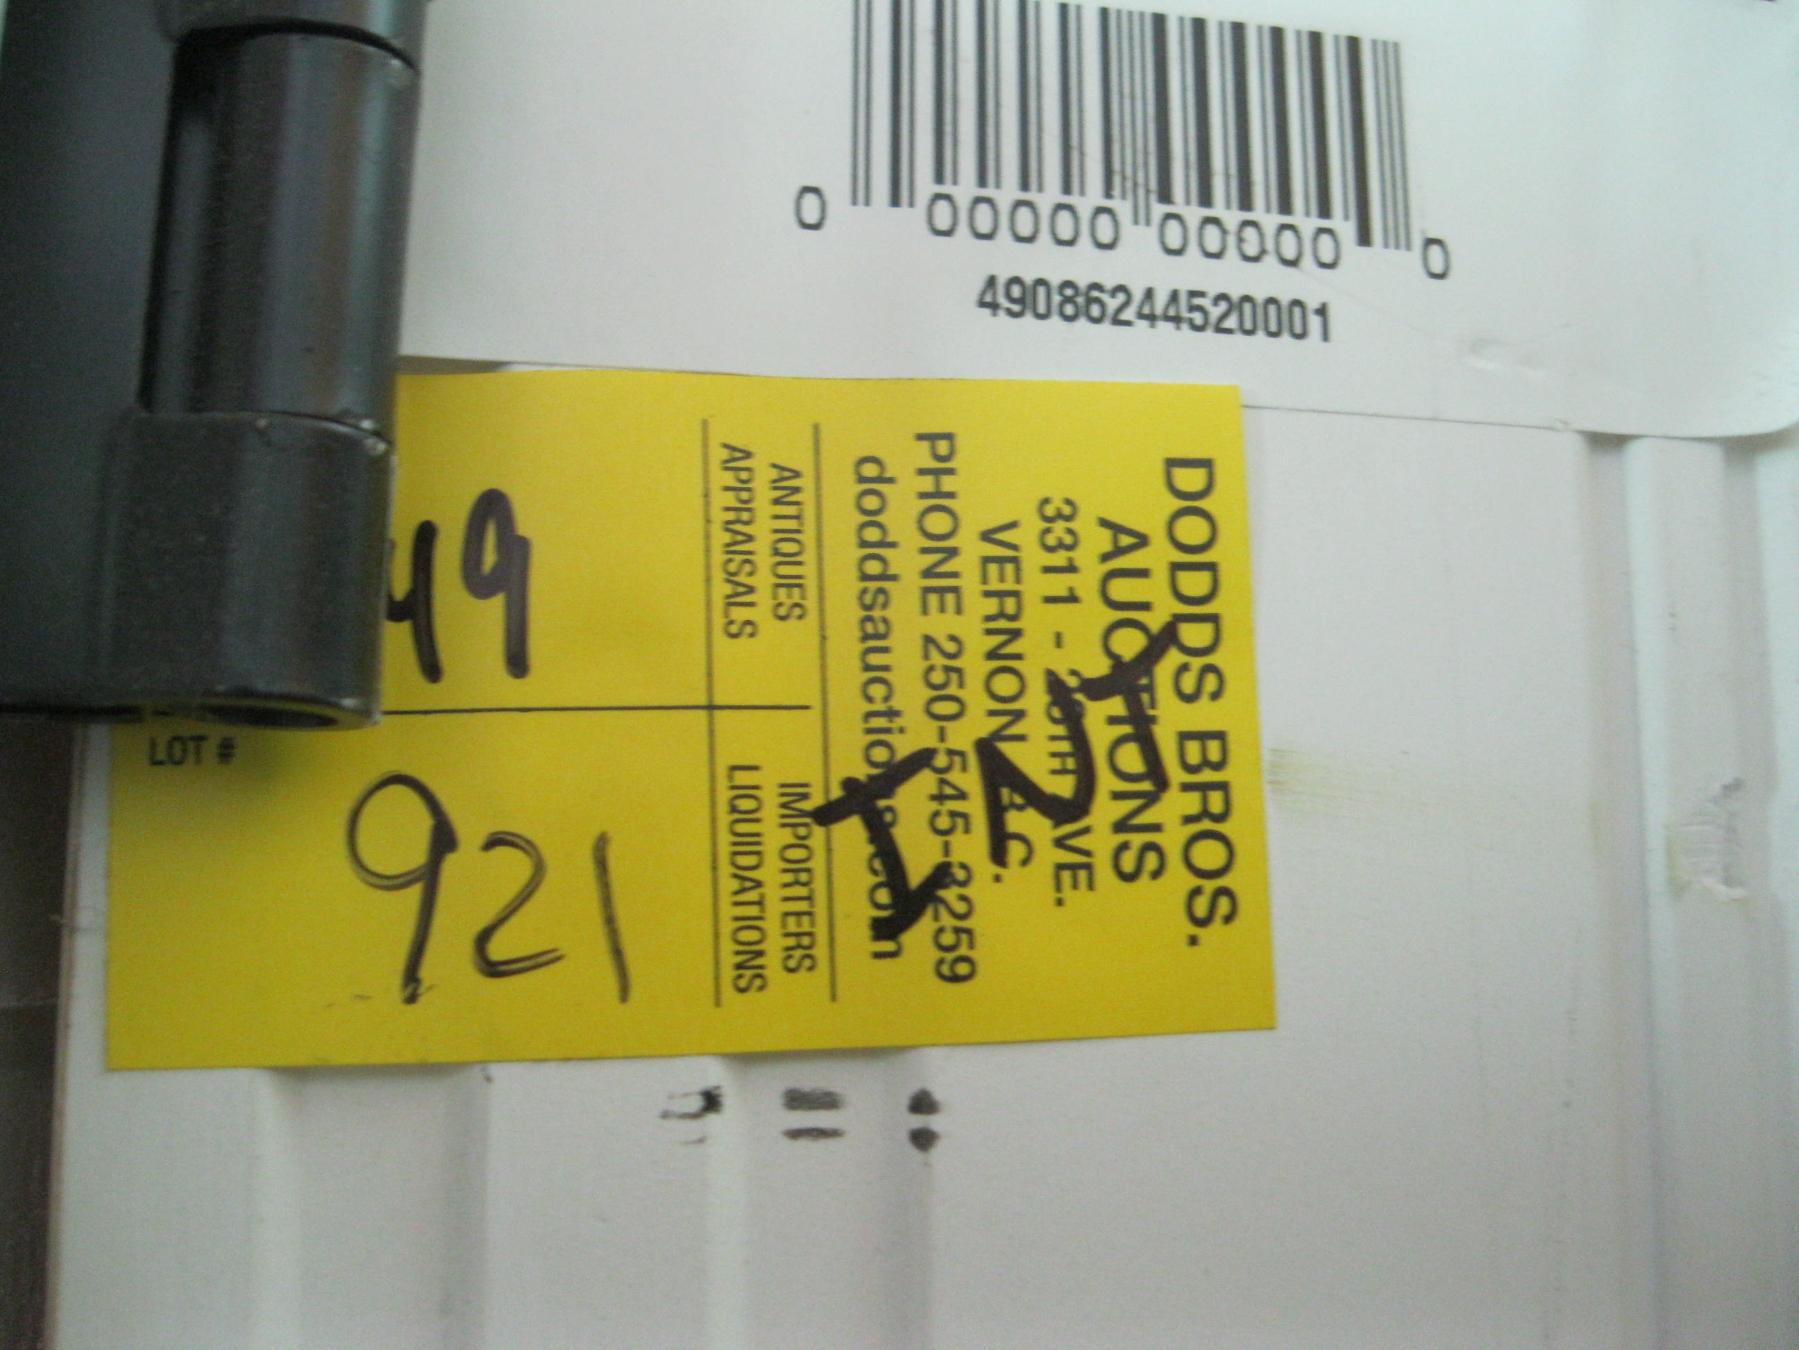 0 00000 00000 0
49086244520001
DODDS BROS.
AUCTIONS
3311 - 28TH AVE.
VERNON B.C.
PHONE 250-545-3259
doddsauctions.com
ANTIQUES IMPORTERS
APPRAISALS LIQUIDATIONS
49
LOT #
921